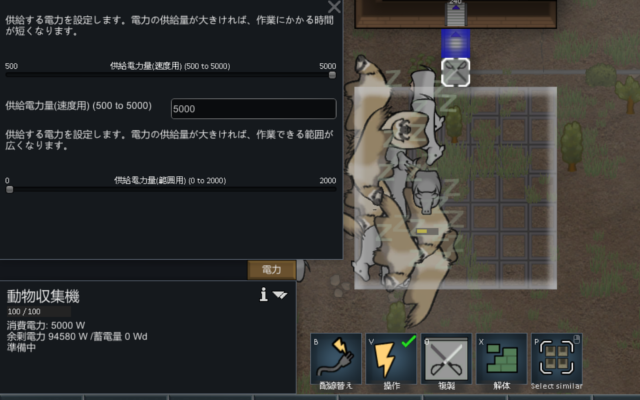 供給する電力を設定します。電力の供給量が大きければ、作業にかかる時間
が短くなります。
500 供給電力量(速度用) (500 to 5000) 5000
供給電力量(速度用) (500 to 5000) 5000
供給する電力を設定します。電力の供給量が大きければ、作業できる範囲が
広くなります。
0 供給電力量(範囲用) (0 to 2000) 2000
電力
動物収集機
100 / 100
消費電力: 5000 W
余剰電力 94580 W /蓄電量 0 Wd
準備中
B V X P
配線替え 操作 複製 解体 Select similar
240
Z Z Z Z Z